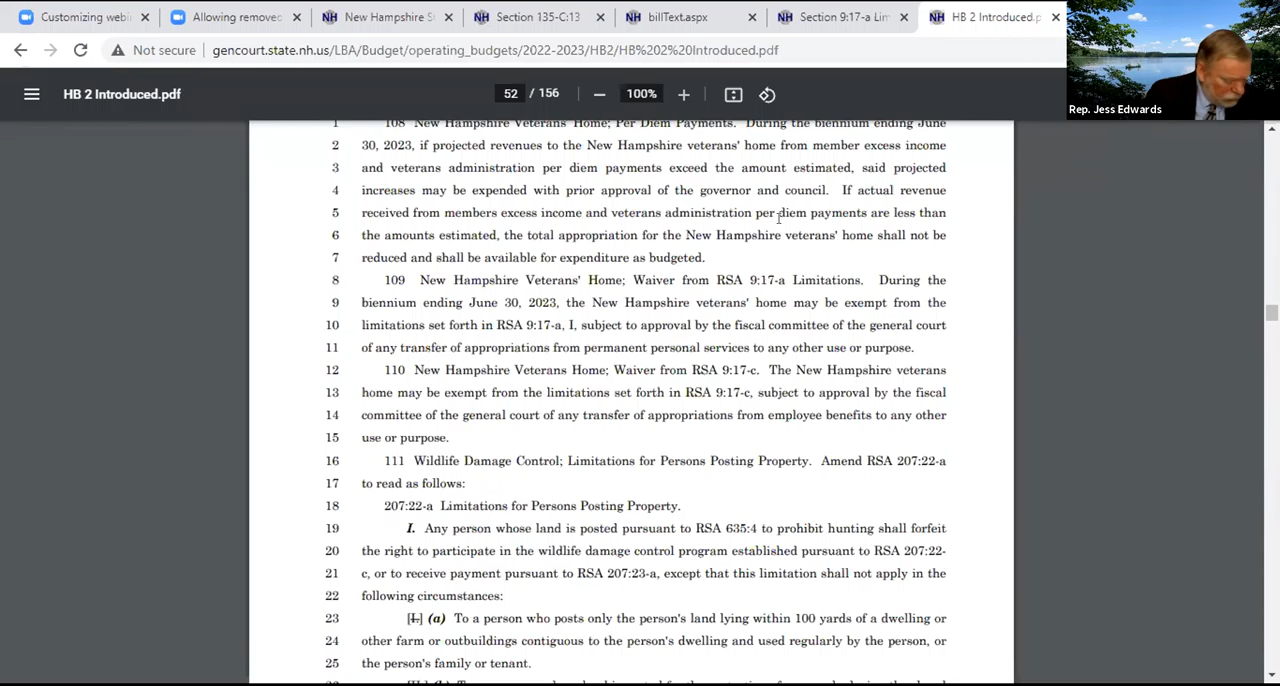 Customizing webi
Allowing removed
New Hampshire S
Section 135-C:13
billText.aspx
Section 9:17-a Lim
HB 2 Introduced.p
Not secure
gencourt.state.nh.us/LBA/Budget/operating_budgets/2022-2023/HB2/HB%202%20Introduced.pdf
Rep. Jess Edwards
HB 2 Introduced.pdf
52 / 156
100%
1 108 New Hampshire Veterans' Home; Per Diem Payments. During the biennium ending June
2 30, 2023, if projected revenues to the New Hampshire veterans' home from member excess income
3 and veterans administration per diem payments exceed the amount estimated, said projected
4 increases may be expended with prior approval of the governor and council. If actual revenue
5 received from members excess income and veterans administration per diem payments are less than
6 the amounts estimated, the total appropriation for the New Hampshire veterans' home shall not be
7 reduced and shall be available for expenditure as budgeted.
8 109 New Hampshire Veterans' Home; Waiver from RSA 9:17-a Limitations. During the
9 biennium ending June 30, 2023, the New Hampshire veterans' home may be exempt from the
10 limitations set forth in RSA 9:17-a, I, subject to approval by the fiscal committee of the general court
11 of any transfer of appropriations from permanent personal services to any other use or purpose.
12 110 New Hampshire Veterans Home; Waiver from RSA 9:17-c. The New Hampshire veterans
13 home may be exempt from the limitations set forth in RSA 9:17-c, subject to approval by the fiscal
14 committee of the general court of any transfer of appropriations from employee benefits to any other
15 use or purpose.
16 111 Wildlife Damage Control; Limitations for Persons Posting Property. Amend RSA 207:22-a
17 to read as follows:
18 207:22-a Limitations for Persons Posting Property.
19 I. Any person whose land is posted pursuant to RSA 635:4 to prohibit hunting shall forfeit
20 the right to participate in the wildlife damage control program established pursuant to RSA 207:22-
21 c, or to receive payment pursuant to RSA 207:23-a, except that this limitation shall not apply in the
22 following circumstances:
23 [I.] (a) To a person who posts only the person's land lying within 100 yards of a dwelling or
24 other farm or outbuildings contiguous to the person's dwelling and used regularly by the person, or
25 the person's family or tenant.